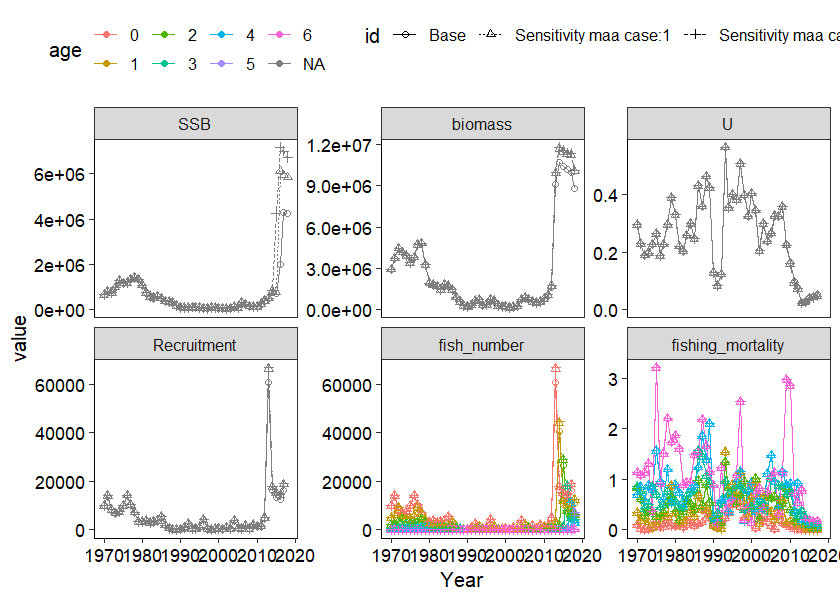 age 0 2 4 6 id Base Sensitivity maa case:1 Sensitivity maa ca
1 3 5 NA
SSB biomass U
6e+06 4e+06 2e+06 0e+00
1.2e+07 9.0e+06 6.0e+06 3.0e+06 0.0e+00
0.4 0.2 0.0
value
Recruitment fish_number fishing_mortality
60000 40000 20000 0
60000 40000 20000 0
3 2 1 0
1970 1980 1990 2000 2010 2020 1970 1980 1990 2000 2010 2020 1970 1980 1990 2000 2010 2020
Year